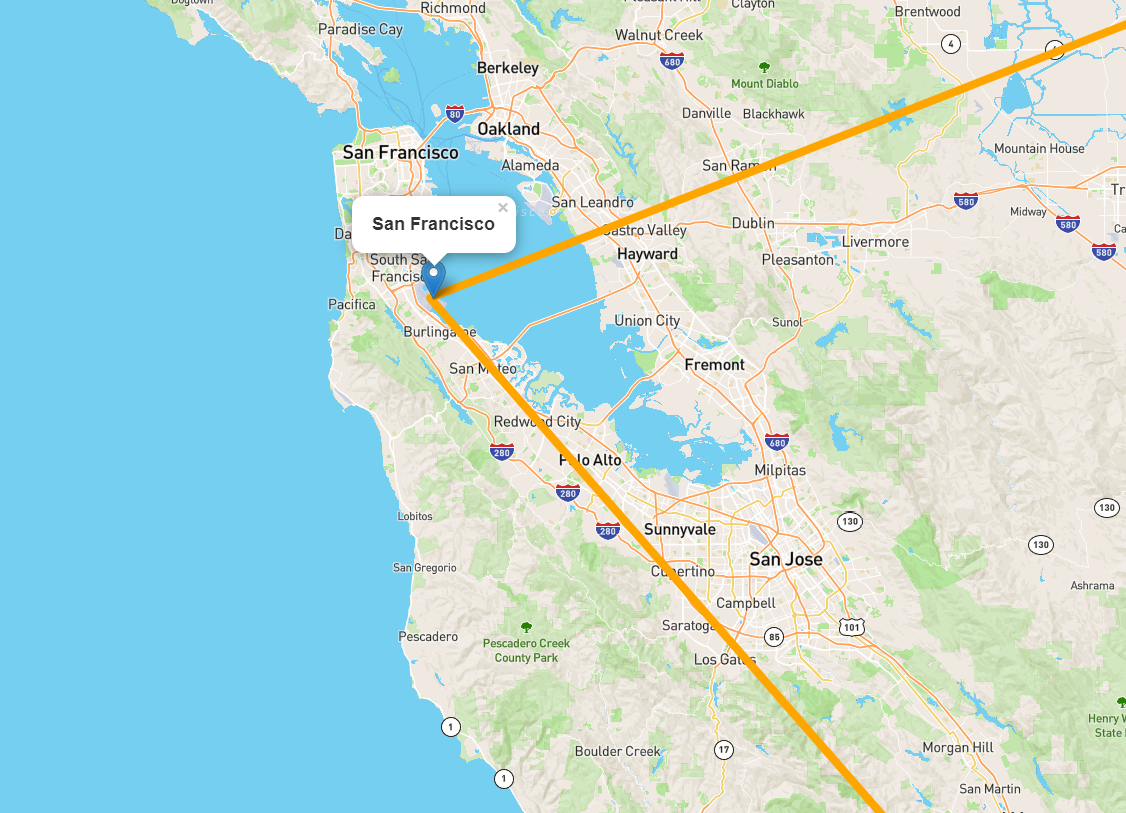 Dogtown
Richmond
Pleasant Hill
Clayton
Brentwood
Paradise Cay
Walnut Creek
4
4
680
Berkeley
Mount Diablo
80
Danville
Blackhawk
Oakland
San Francisco
Mountain House
Alameda
San Ramon
Tr
San Leandro
580
Midway
San Francisco
×
Da
Castro Valley
Dublin
580
Ca
Livermore
580
Hayward
South Sa
Francisc
Pleasanton
Pacifica
Burlingame
Union City
Sunol
San Mateo
Fremont
Redwood City
680
280
Palo Alto
Milpitas
280
130
Lobitos
130
280
Sunnyvale
130
San Jose
San Gregorio
Cupertino
Ashrama
Campbell
Saratoga
101
Pescadero
85
Pescadero Creek
County Park
Los Gatos
Henry W
State
1
Boulder Creek
17
Morgan Hill
1
San Martin